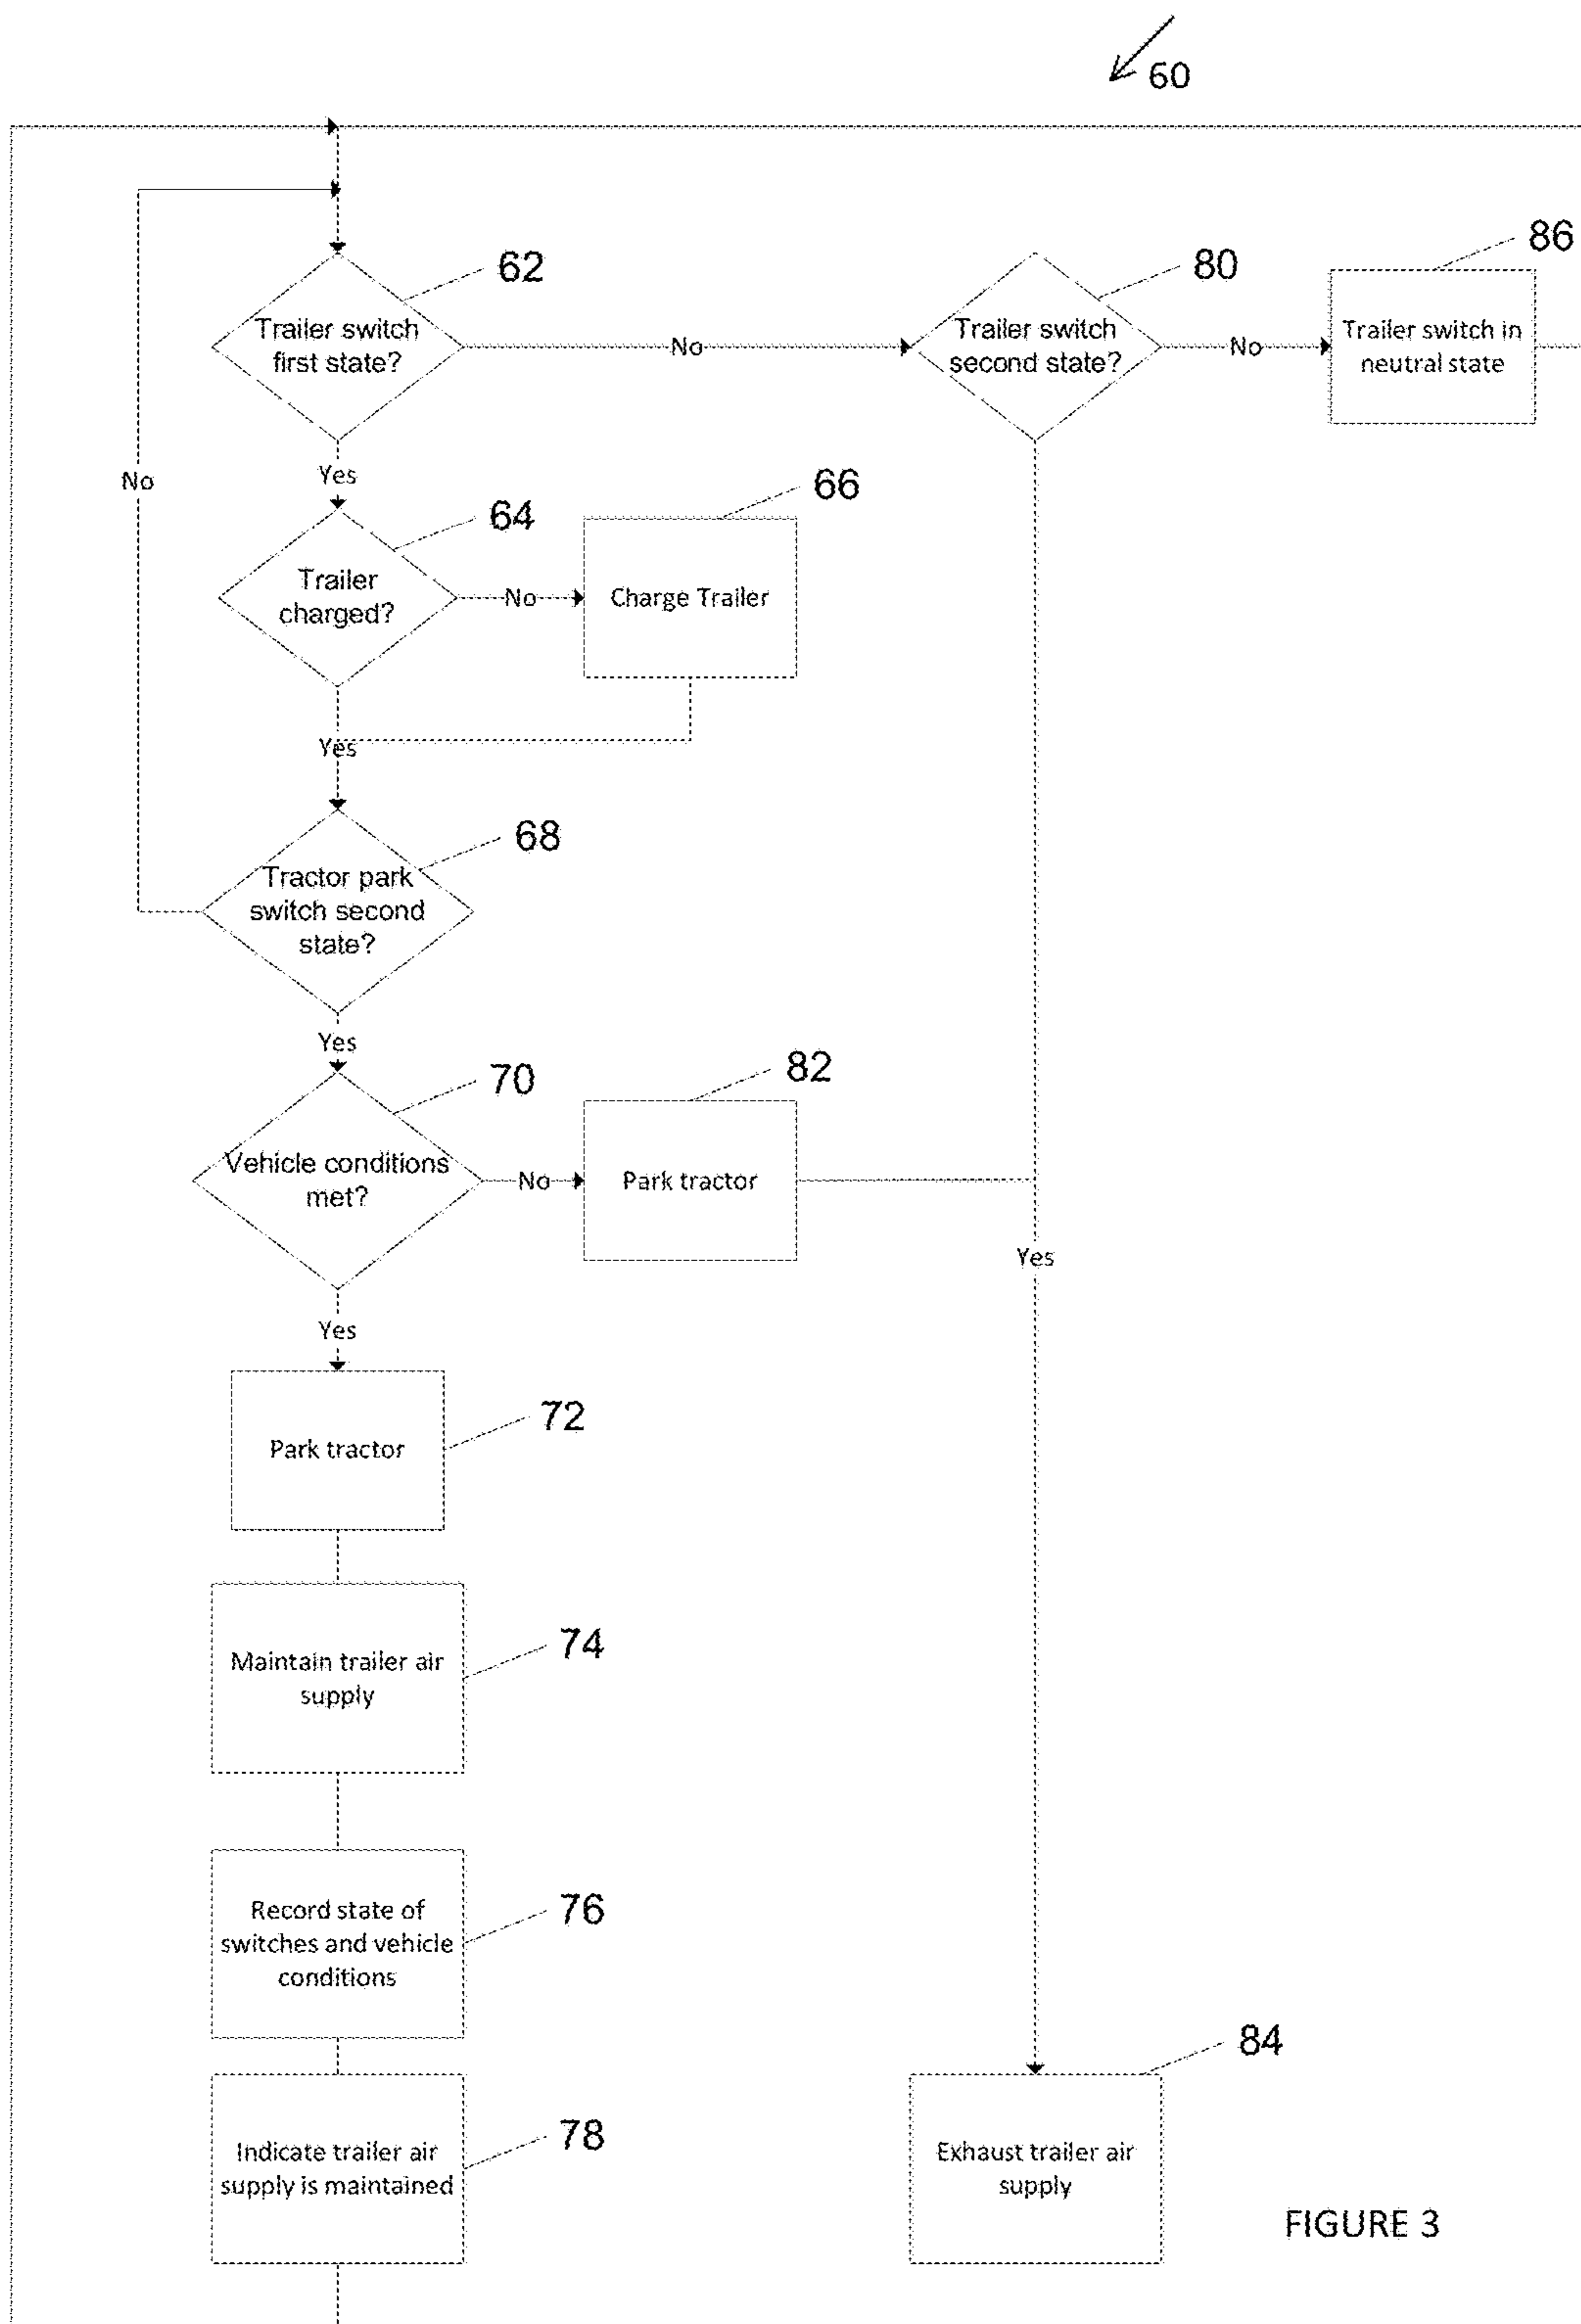 60
62
Trailer switch
first state?
No
80
Trailer switch
second state?
No
86
Trailer switch in
neutral state
No
Yes
64
Trailer
charged?
No
66
Charge Trailer
Yes
68
Tractor park
switch second
state?
Yes
70
Vehicle conditions
met?
No
82
Park tractor
Yes
Yes
72
Park tractor
74
Maintain trailer air
supply
76
Record state of
switches and vehicle
conditions
78
Indicate trailer air
supply is maintained
84
Exhaust trailer air
supply
FIGURE 3